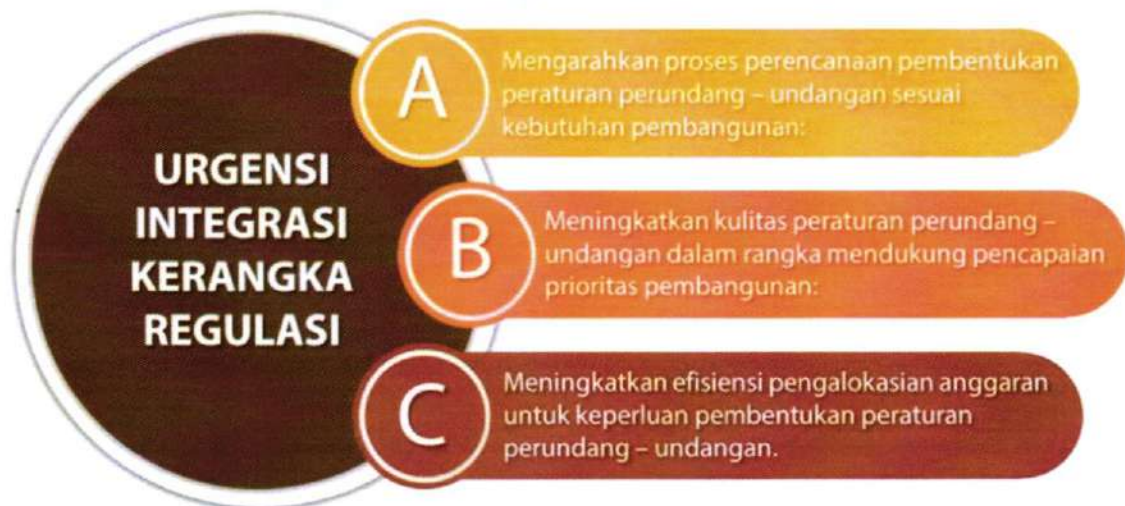 URGENSI
INTEGRASI
KERANGKA
REGULASI
A
Mengarahkan proses perencanaan pembentukan
peraturan perundang – undangan sesuai
kebutuhan pembangunan:
B
Meningkatkan kulitas peraturan perundang –
undangan dalam rangka mendukung pencapaian
prioritas pembangunan:
C
Meningkatkan efisiensi pengalokasian anggaran
untuk keperluan pembentukan peraturan
perundang – undangan.